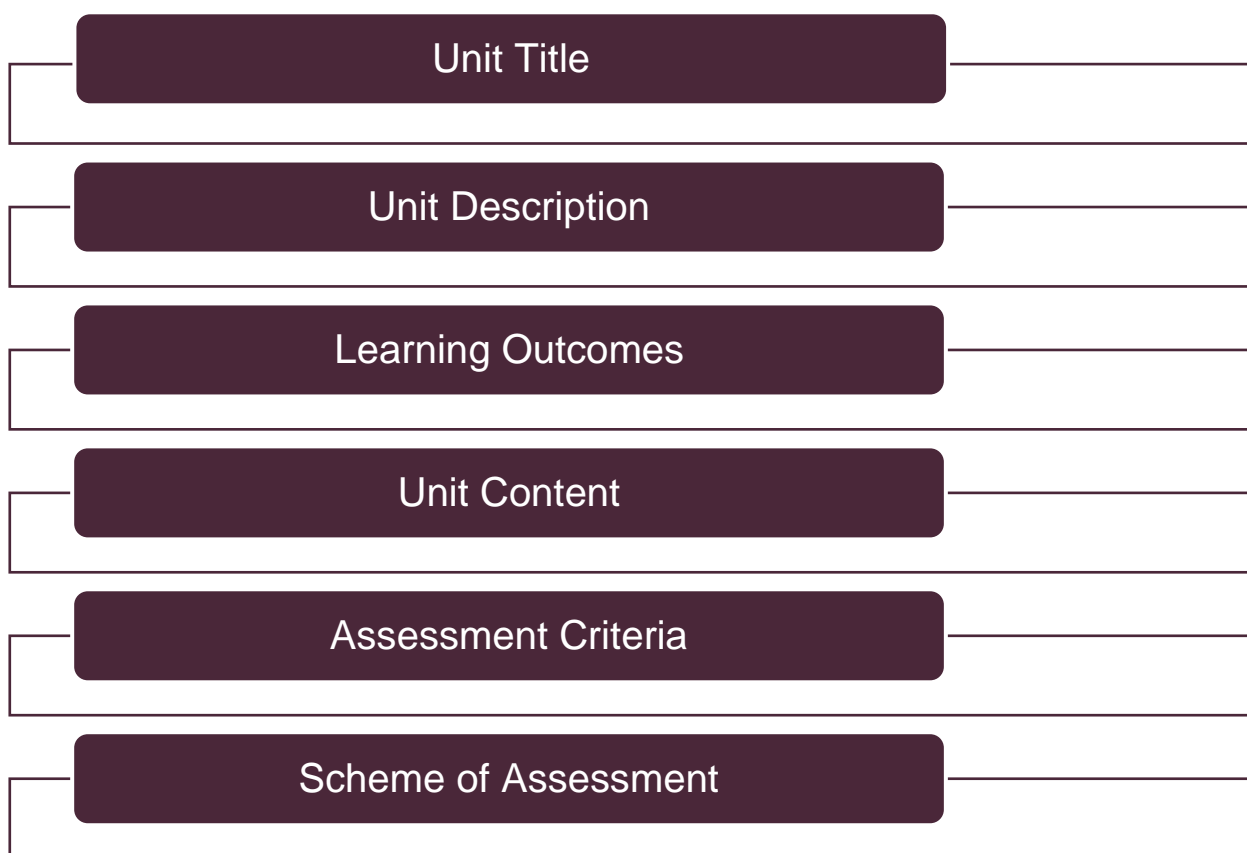 Unit Title
Unit Description
Learning Outcomes
Unit Content
Assessment Criteria
Scheme of Assessment